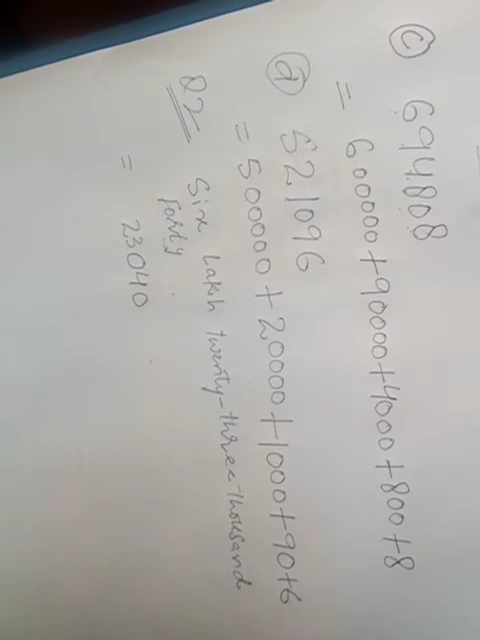 (c) 694808
= 600000+90000+4000+800+8
(d) 521096
= 500000+20000+1000+90+6
Q2 Six lakh twenty-three thousand
forty..
= 23040